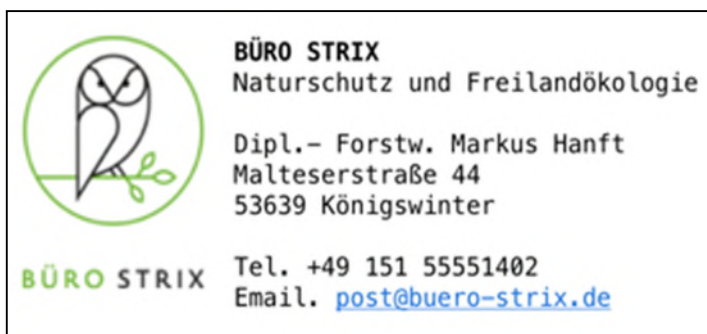 BÜRO STRIX
Naturschutz und Freilandökologie
Dipl.– Forstw. Markus Hanft
Malteserstraße 44
53639 Königswinter
Tel. +49 151 55551402
Email. post@buero-strix.de
BÜRO STRIX